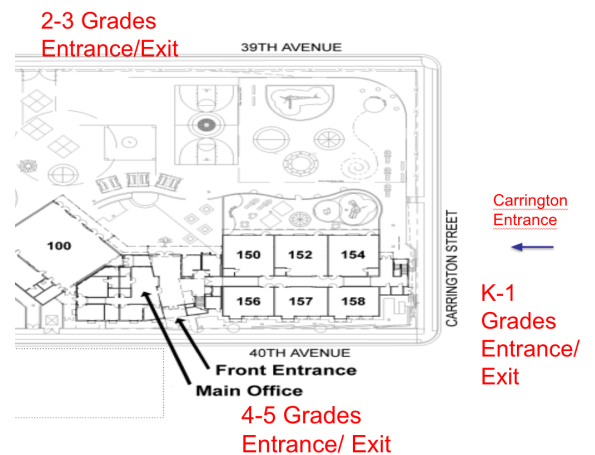 2-3 Grades
Entrance/Exit
39TH AVENUE
Carrington
Entrance
CARRINGTON STREET
100
150
152
154
156
157
158
K-1
Grades
Entrance/
Exit
40TH AVENUE
Front Entrance
Main Office
4-5 Grades
Entrance/ Exit